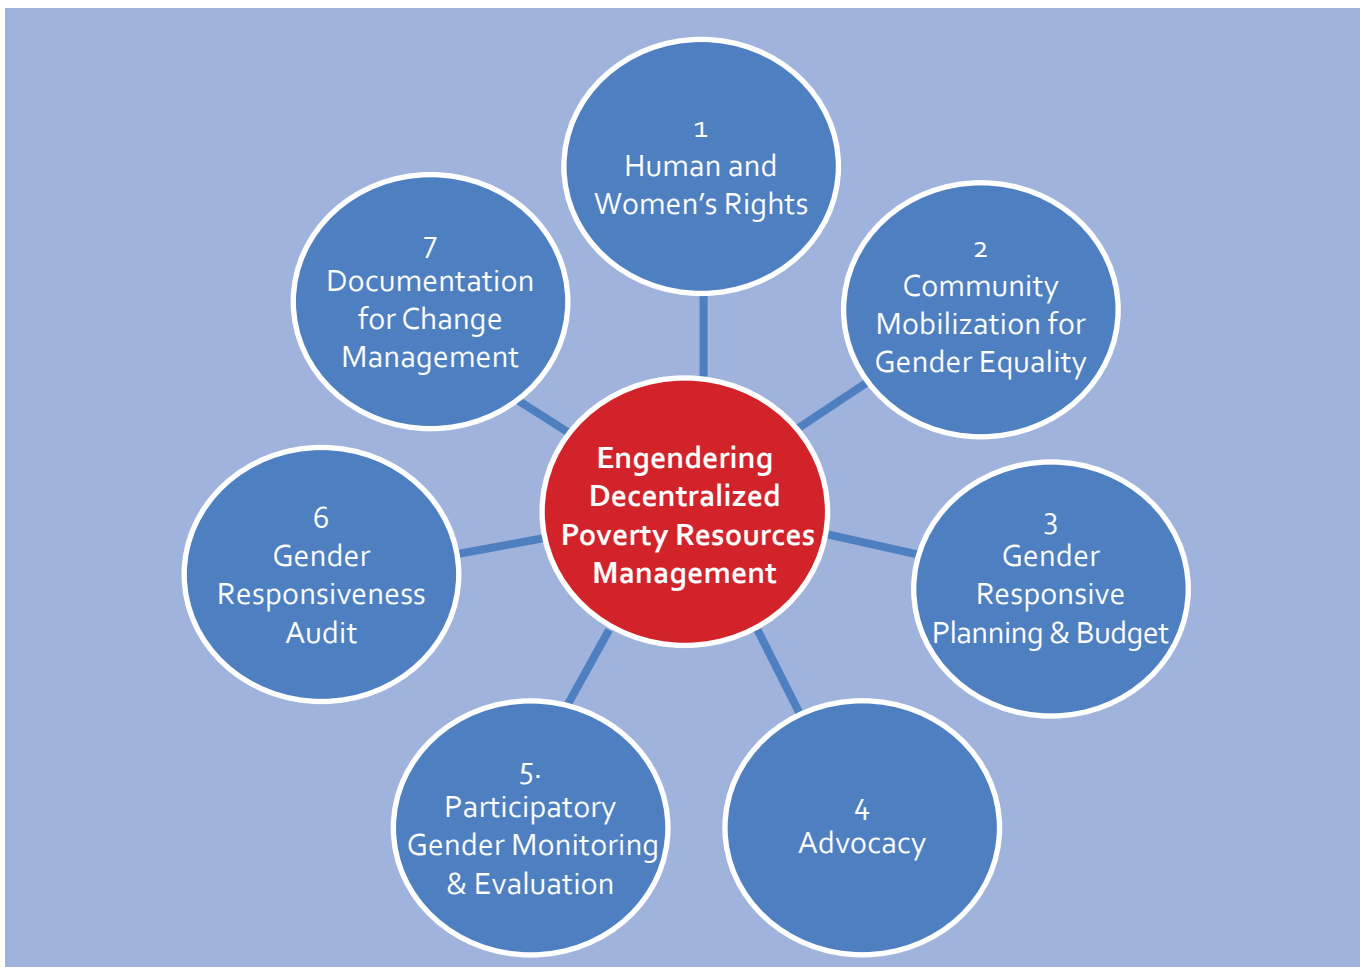 1
Human and
Women's Rights
2
Community
Mobilization for
Gender Equality
3
Gender
Responsive
Planning & Budget
4
Advocacy
5.
Participatory
Gender Monitoring
& Evaluation
6
Gender
Responsiveness
Audit
7
Documentation
for Change
Management
Engendering
Decentralized
Poverty Resources
Management